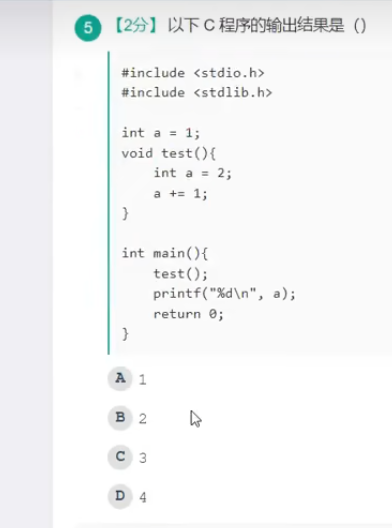 5 【2分】 以下 C 程序的输出结果是（）
#include <stdio.h>
#include <stdlib.h>
int a = 1;
void test(){
    int a = 2;
    a += 1;
}
int main(){
    test();
    printf("%d\n", a);
    return 0;
}
A 1
B 2
C 3
D 4